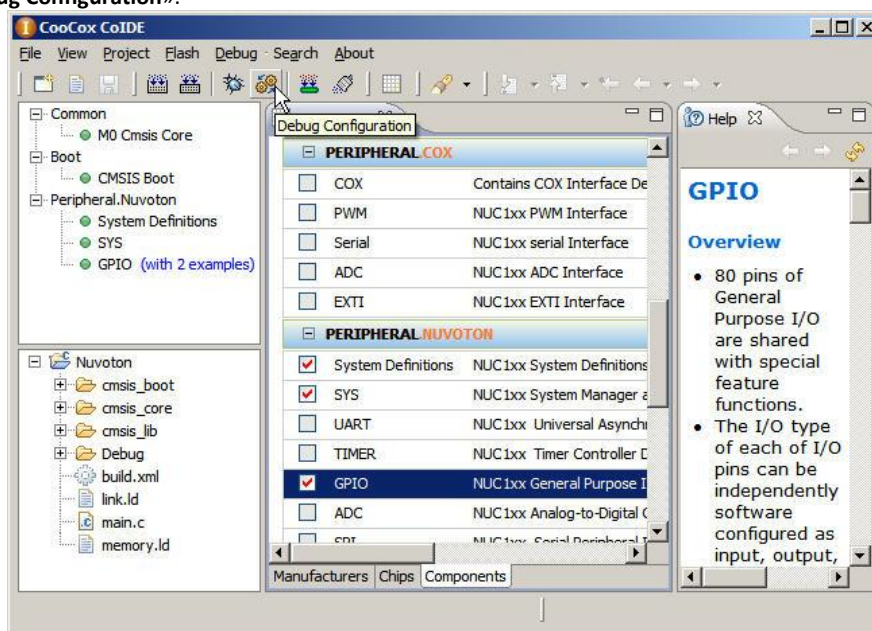 ug Configuration».
CooCox CoIDE
File View Project Flash Debug Search About
Debug Configuration
Common
M0 Cmsis Core
Boot
CMSIS Boot
Peripheral.Nuvoton
System Definitions
SYS
GPIO (with 2 examples)
Nuvoton
cmsis_boot
cmsis_core
cmsis_lib
Debug
build.xml
link.ld
main.c
memory.ld
PERIPHERAL.COX
COX Contains COX Interface De
PWM NUC1xx PWM Interface
Serial NUC1xx serial Interface
ADC NUC1xx ADC Interface
EXTI NUC1xx EXTI Interface
PERIPHERAL.NUVOTON
System Definitions NUC1xx System Definitions
SYS NUC1xx System Manager a
UART NUC1xx Universal Asynch
TIMER NUC1xx Timer Controller D
GPIO NUC1xx General Purpose I
ADC NUC1xx Analog-to-Digital C
SPI NUC1xx Serial Peripheral I
Manufacturers Chips Components
Help
GPIO
Overview
• 80 pins of
General
Purpose I/O
are shared
with special
feature
functions.
• The I/O type
of each of I/O
pins can be
independently
software
configured as
input, output,